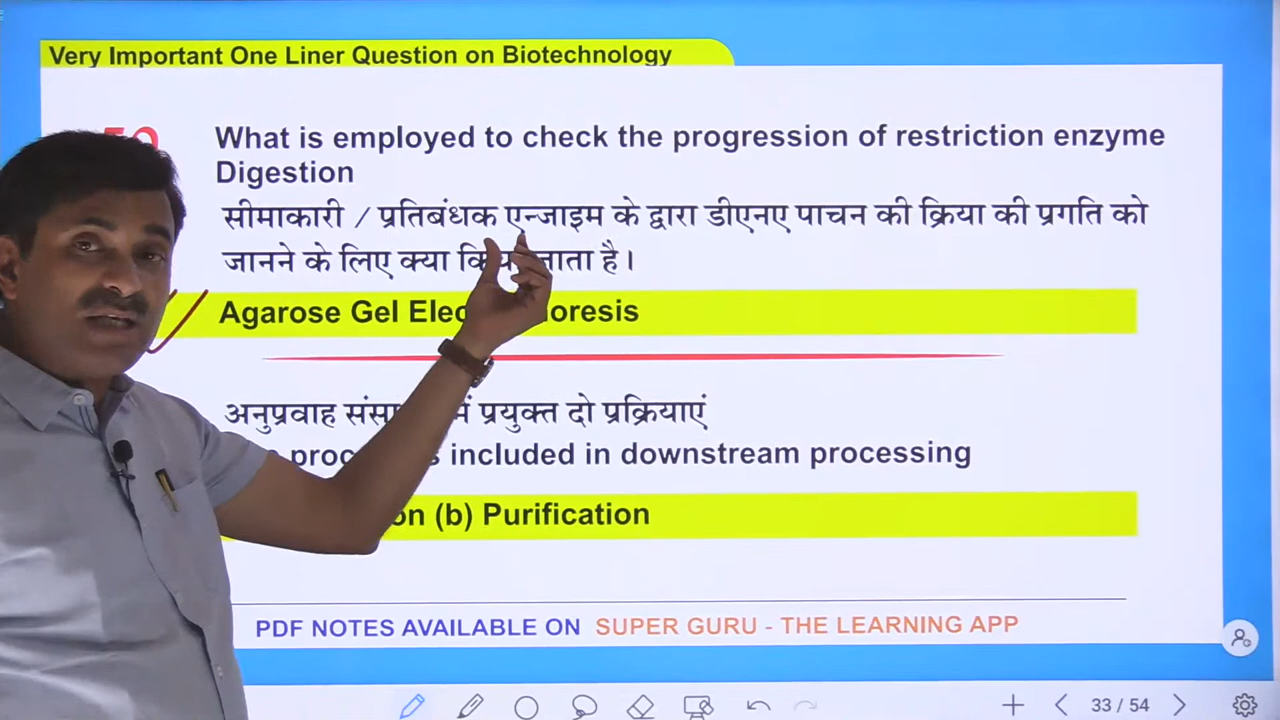 Very Important One Liner Question on Biotechnology
What is employed to check the progression of restriction enzyme
Digestion
सीमाकारी / प्रतिबंधक एन्जाइम के द्वारा डीएनए पाचन की क्रिया की प्रगति को
जानने के लिए क्या जाता है।
Agarose Gel
अनुप्रवाह में प्रयुक्त दो प्रक्रियाएं
included in downstream processing
(b) Purification
PDF NOTES AVAILABLE ON SUPER GURU - THE LEARNING APP
33 / 54